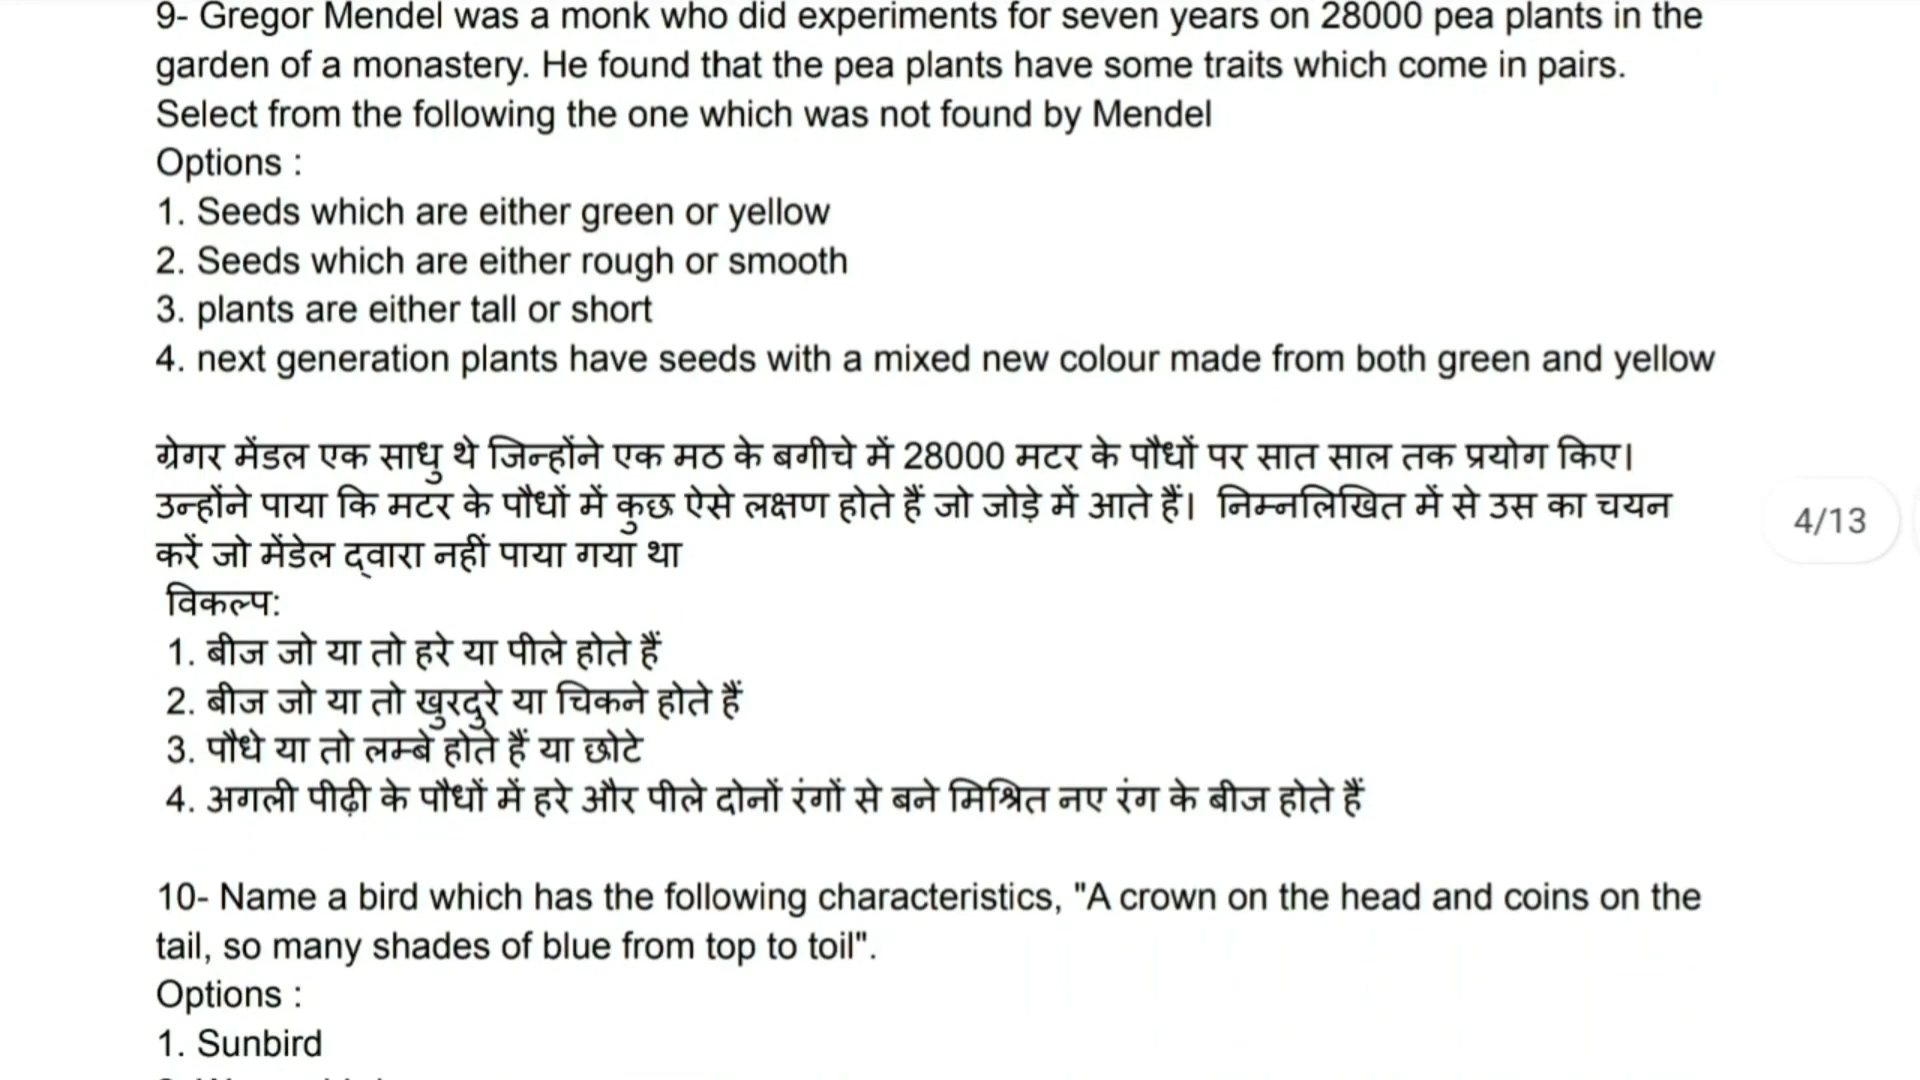 9- Gregor Mendel was a monk who did experiments for seven years on 28000 pea plants in the
garden of a monastery. He found that the pea plants have some traits which come in pairs.
Select from the following the one which was not found by Mendel
Options :
1. Seeds which are either green or yellow
2. Seeds which are either rough or smooth
3. plants are either tall or short
4. next generation plants have seeds with a mixed new colour made from both green and yellow
ग्रेगर मेंडल एक साधु थे जिन्होंने एक मठ के बगीचे में 28000 मटर के पौधों पर सात साल तक प्रयोग किए।
उन्होंने पाया कि मटर के पौधों में कुछ ऐसे लक्षण होते हैं जो जोड़े में आते हैं। निम्नलिखित में से उस का चयन
करें जो मेंडेल द्वारा नहीं पाया गया था
विकल्प:
1. बीज जो या तो हरे या पीले होते हैं
2. बीज जो या तो खुरदुरे या चिकने होते हैं
3. पौधे या तो लम्बे होते हैं या छोटे
4. अगली पीढ़ी के पौधों में हरे और पीले दोनों रंगों से बने मिश्रित नए रंग के बीज होते हैं
4/13
10- Name a bird which has the following characteristics, "A crown on the head and coins on the
tail, so many shades of blue from top to toil".
Options :
1. Sunbird